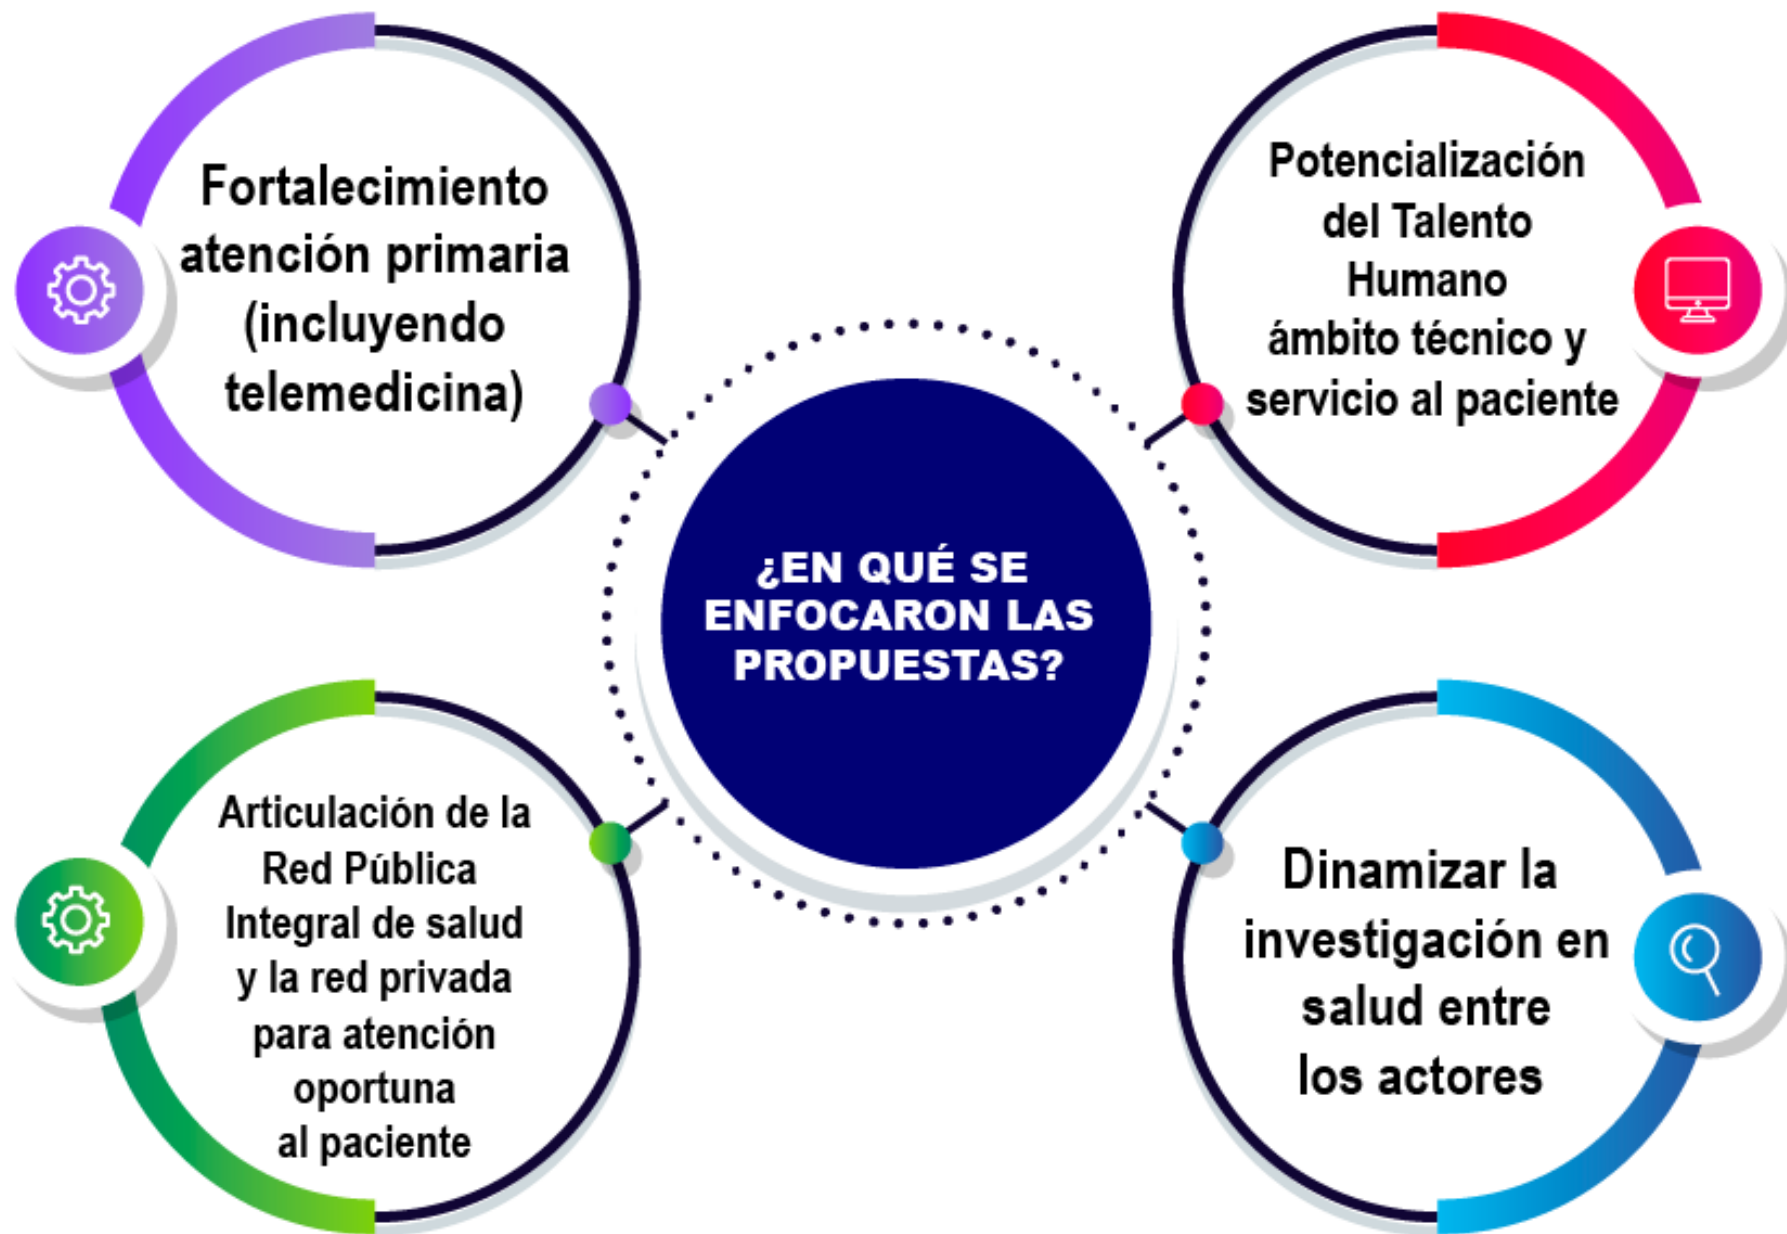 Fortalecimiento
atención primaria
(incluyendo
telemedicina)
Potencialización
del Talento
Humano
ámbito técnico y
servicio al paciente
¿EN QUÉ SE
ENFOCARON LAS
PROPUESTAS?
Articulación de la
Red Pública
Integral de salud
y la red privada
para atención
oportuna
al paciente
Dinamizar la
investigación en
salud entre
los actores